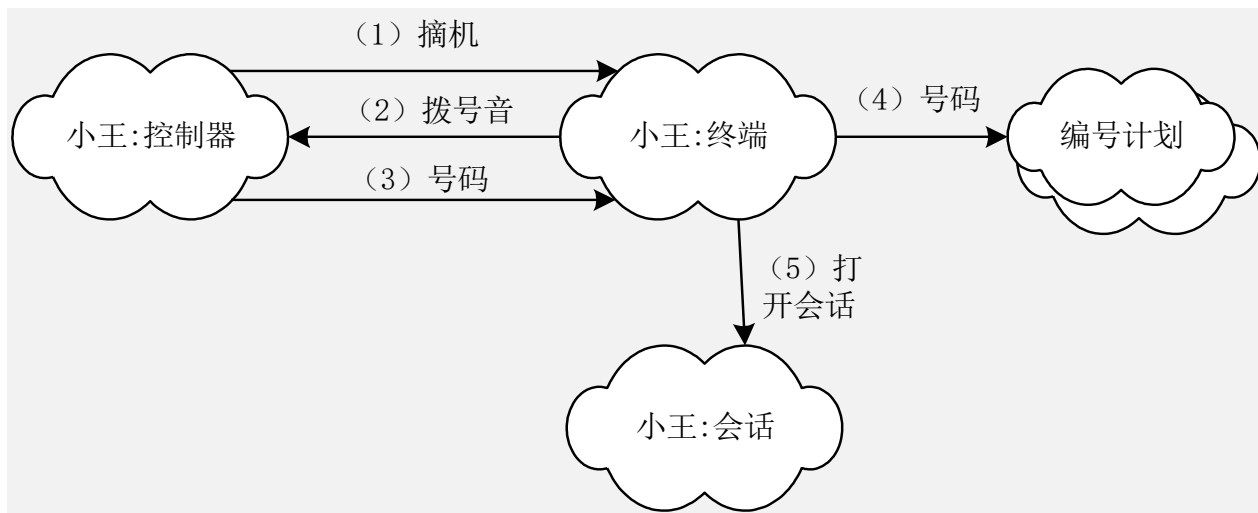 （1）摘机
小王:控制器
（2）拨号音
小王:终端
（4）号码
编号计划
（3）号码
（5）打
开会话
小王:会话